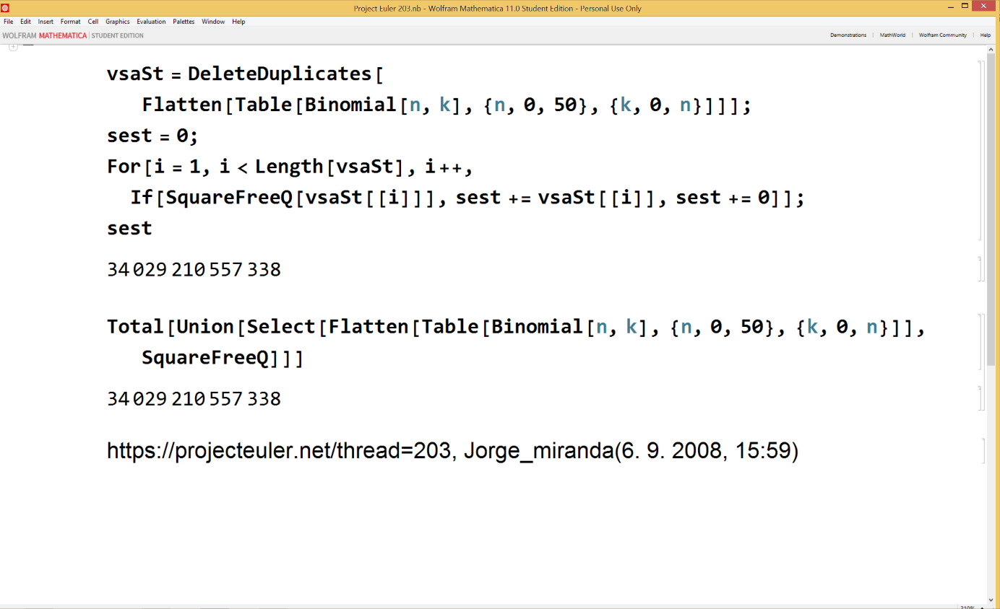 Project Euler 203.nb - Wolfram Mathematica 11.0 Student Edition - Personal Use Only
File Edit Insert Format Cell Graphics Evaluation Palettes Window Help
WOLFRAM MATHEMATICA | STUDENT EDITION Demonstrations | MathWorld | Wolfram Community | Help
vsaSt = DeleteDuplicates[
Flatten[Table[Binomial[n, k], {n, 0, 50}, {k, 0, n}]]];
sest = 0;
For[i = 1, i < Length[vsaSt], i++,
If[SquareFreeQ[vsaSt[[i]]], sest += vsaSt[[i]], sest += 0]];
sest
34 029 210 557 338
Total[Union[Select[Flatten[Table[Binomial[n, k], {n, 0, 50}, {k, 0, n}]],
SquareFreeQ]]]
34 029 210 557 338
https://projecteuler.net/thread=203, Jorge_miranda(6. 9. 2008, 15:59)